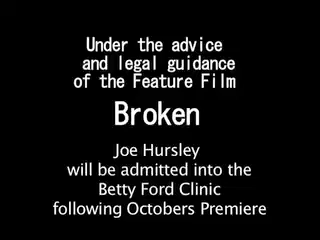 Under the advice
and legal guidance
of the Feature Film
Broken
Joe Hursley
will be admitted into the
Betty Ford Clinic
following Octobers Premiere